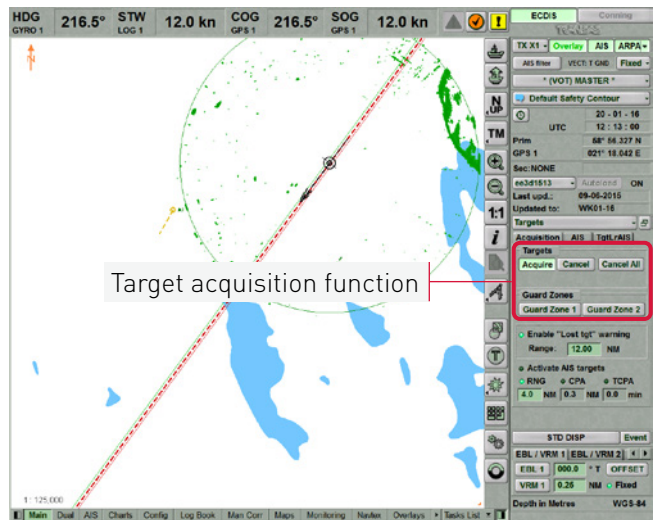 HDG 216.5° STW 12.0 kn COG 216.5° SOG 12.0 kn
GYRO 1 LOG 1 GPS 1 GPS 1
ECDIS Conning
TX X1 Overlay AIS ARPA
AIS filter VECT: T GND Fixed
* (VOT) MASTER *
Default Safety Contour
20 - 01 - 16
UTC 12 : 13 : 00
Prim 58° 56.327 N
GPS 1 021° 18.042 E
Sec: NONE
ee3d1513 Autoload ON
Last upd.: 09-06-2015
Updated to: WK01-16
Targets
Acquisition AIS TgtLrAIS
Targets
Acquire Cancel Cancel All
Guard Zones
Guard Zone 1 Guard Zone 2
Enable "Lost tgt" warning
Range: 12.00 NM
Activate AIS targets
RNG CPA TCPA
4.0 NM 0.3 NM 0.0 min
STD DISP Event
EBL / VRM 1 EBL / VRM 2
EBL 1 000.0 ° T OFFSET
VRM 1 0.25 NM Fixed
Depth in Metres WGS-84
N
UP
TM
1:1
i
T
Target acquisition function
1 : 125,000
Main Dual AIS Charts Config Log Book Man Corr Maps Monitoring Navtex Overlays Tasks List